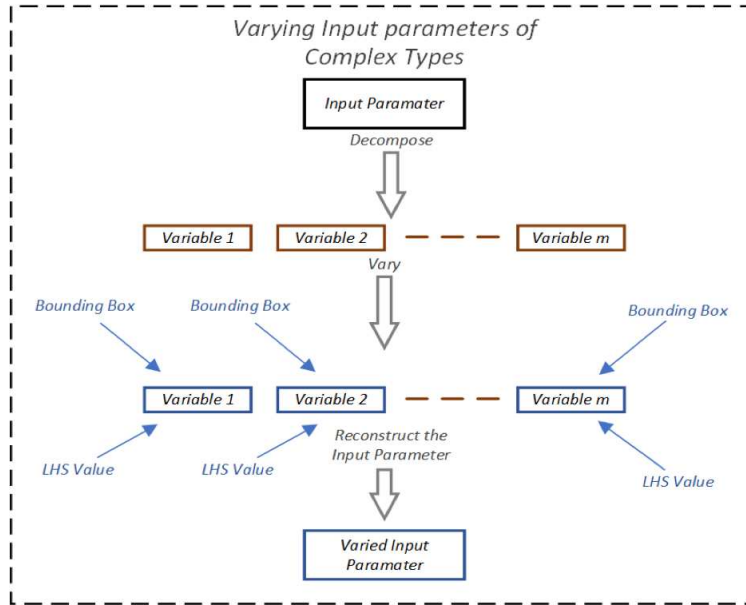 Varying Input parameters of
Complex Types
Input Paramater
Decompose
Variable 1 Variable 2 Variable m
Vary
Bounding Box Bounding Box Bounding Box
Variable 1 Variable 2 Variable m
Reconstruct the
Input Parameter
LHS Value LHS Value LHS Value
Varied Input
Paramater